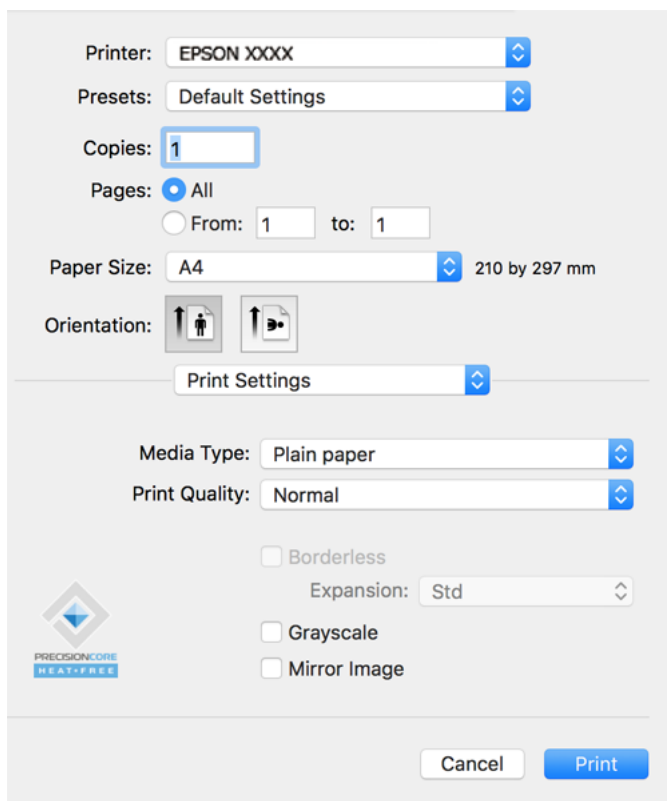 Printer: EPSON XXXX
Presets: Default Settings
Copies: 1
Pages: All
From: 1 to: 1
Paper Size: A4 210 by 297 mm
Orientation:
Print Settings
Media Type: Plain paper
Print Quality: Normal
Borderless
Expansion: Std
Grayscale
PRECISIONCORE
HEAT•FREE
Mirror Image
Cancel Print